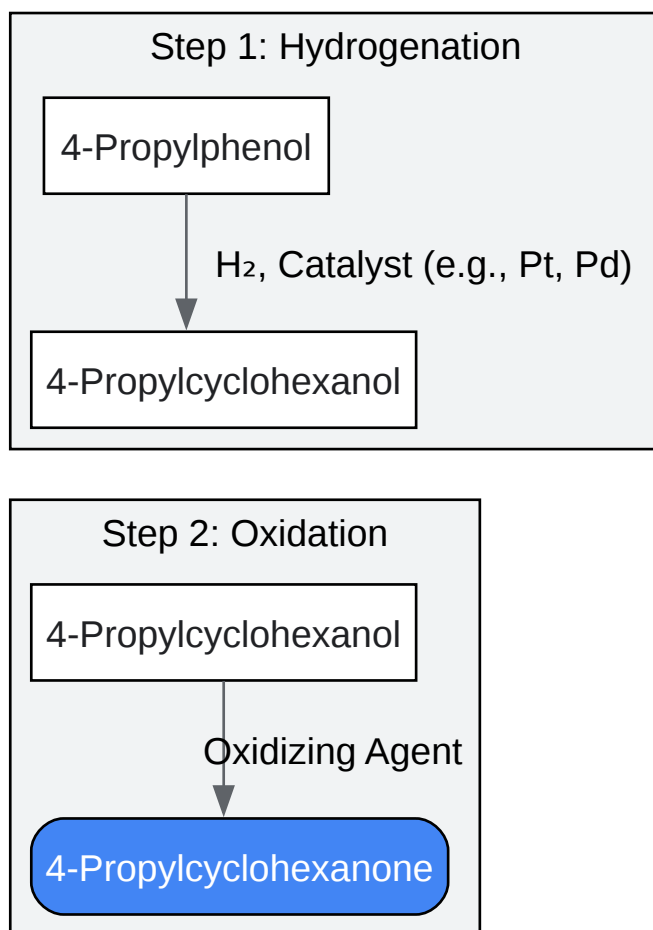 Step 1: Hydrogenation
4-Propylphenol
H₂, Catalyst (e.g., Pt, Pd)
4-Propylcyclohexanol
Step 2: Oxidation
4-Propylcyclohexanol
Oxidizing Agent
4-Propylcyclohexanone